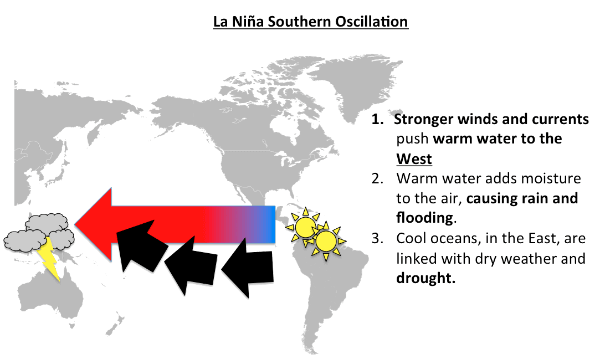 La Niña Southern Oscillation
1. Stronger winds and currents
push warm water to the
West
2. Warm water adds moisture
to the air, causing rain and
flooding.
3. Cool oceans, in the East, are
linked with dry weather and
drought.